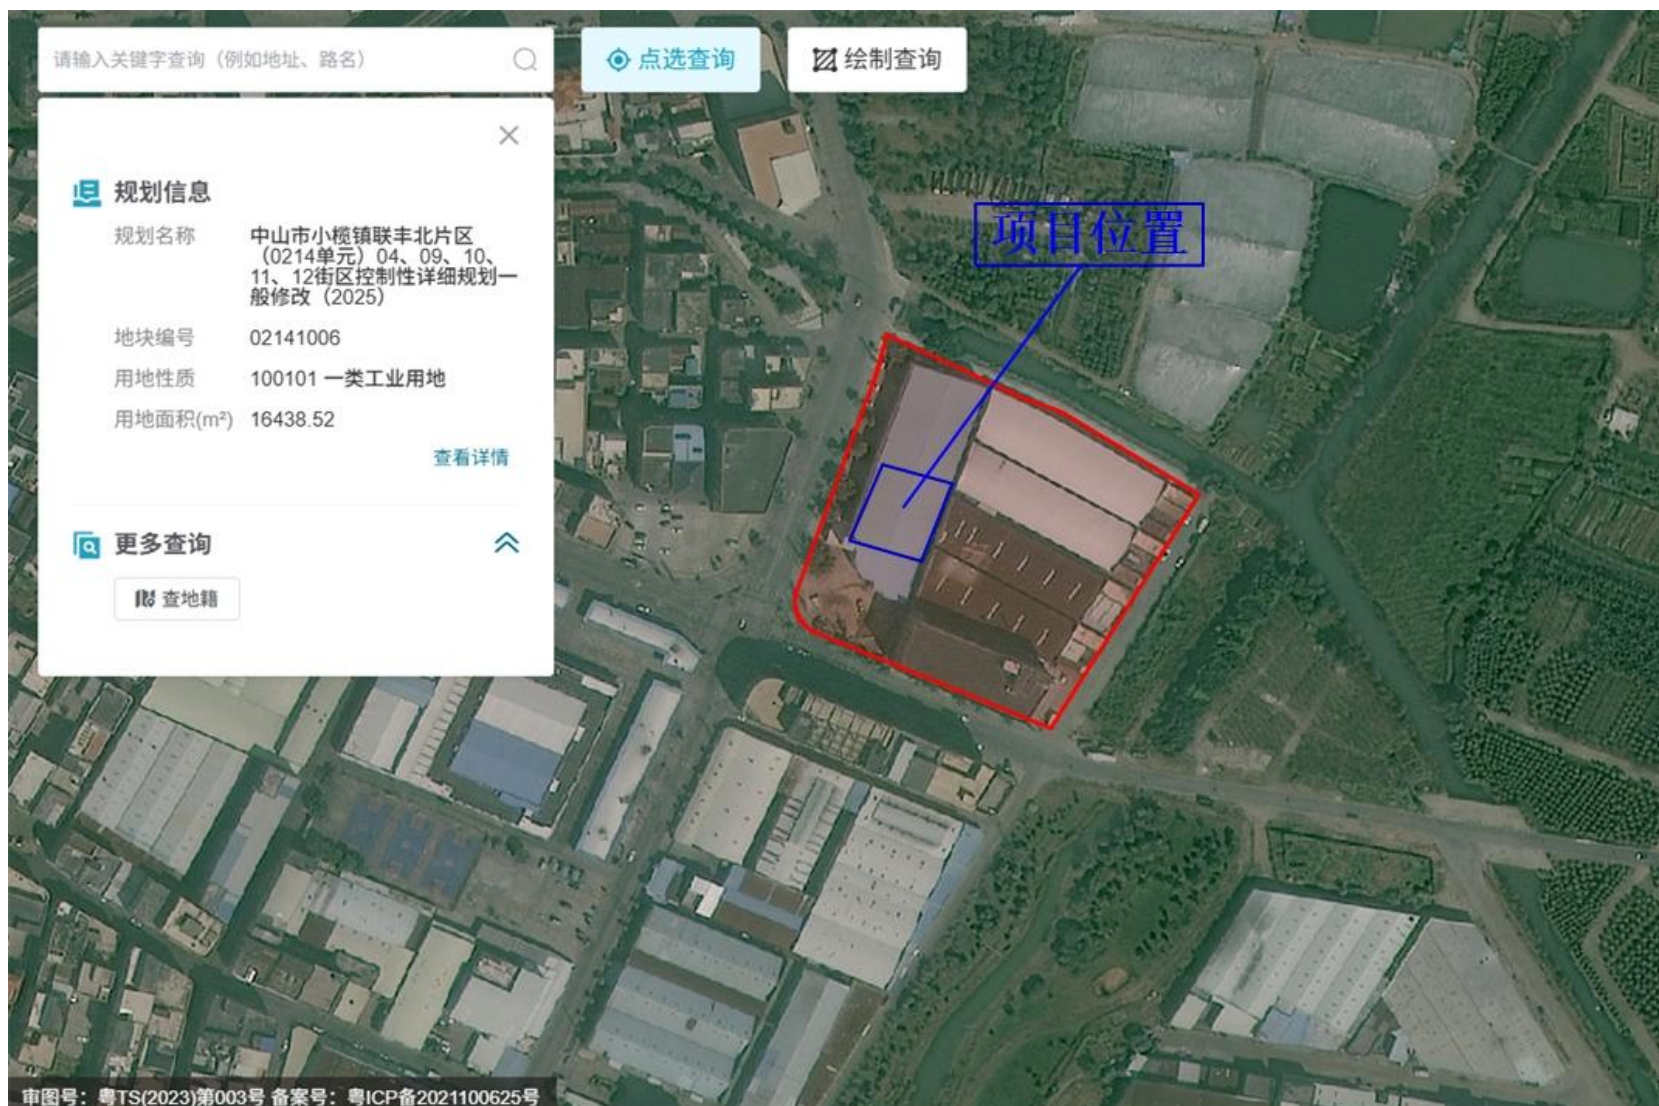 请输入关键字查询（例如地址、路名）
点选查询
绘制查询
规划信息
规划名称
中山市小榄镇联丰北片区
（0214单元）04、09、10、
11、12街区控制性详细规划一
般修改（2025）
地块编号 02141006
用地性质 100101 一类工业用地
用地面积(m²) 16438.52
查看详情
更多查询
查地籍
项目位置
审图号：粤TS(2023)第003号 备案号：粤ICP备2021100625号